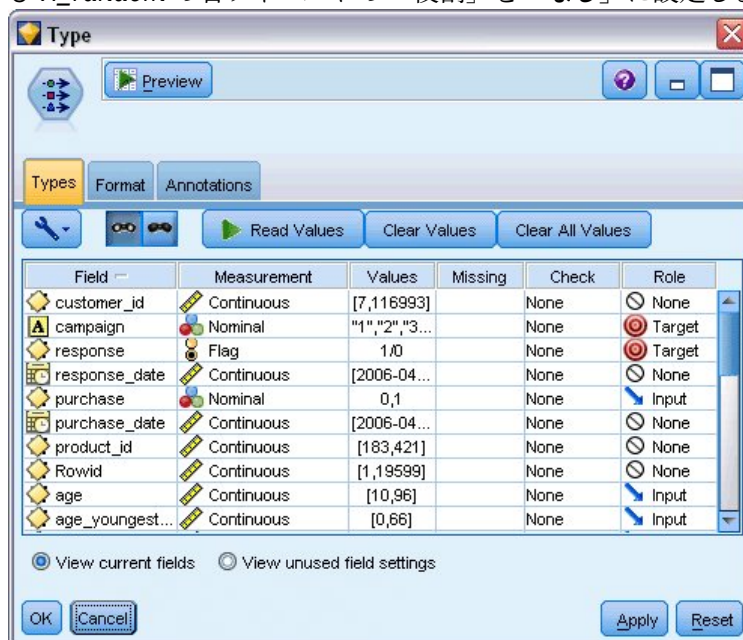 Type
Preview
Types Format Annotations
Read Values Clear Values Clear All Values
Field Measurement Values Missing Check Role
customer_id Continuous [7,116993] None None
campaign Nominal "1","2","3... None Target
response Flag 1/0 None Target
response_date Continuous [2006-04... None None
purchase Nominal 0,1 None Input
purchase_date Continuous [2006-04... None None
product_id Continuous [183,421] None None
Rowid Continuous [1,19599] None None
age Continuous [10,96] None Input
age_youngest... Continuous [0,66] None Input
View current fields View unused field settings
OK Cancel Apply Reset